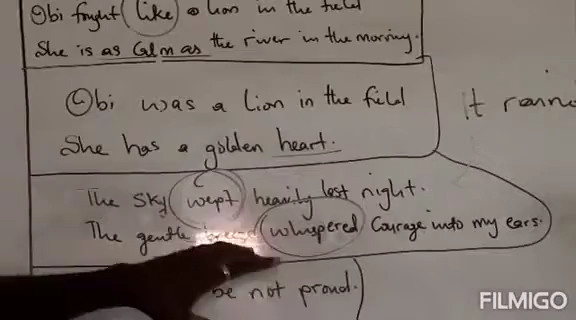 Obi fought like a lion in the field
She is as calm as the river in the morning.
Obi was a Lion in the field
She has a golden heart.
It
The sky wept heavily last night.
The gentle whispered Courage into my ears.
be not proud.
FILMIGO